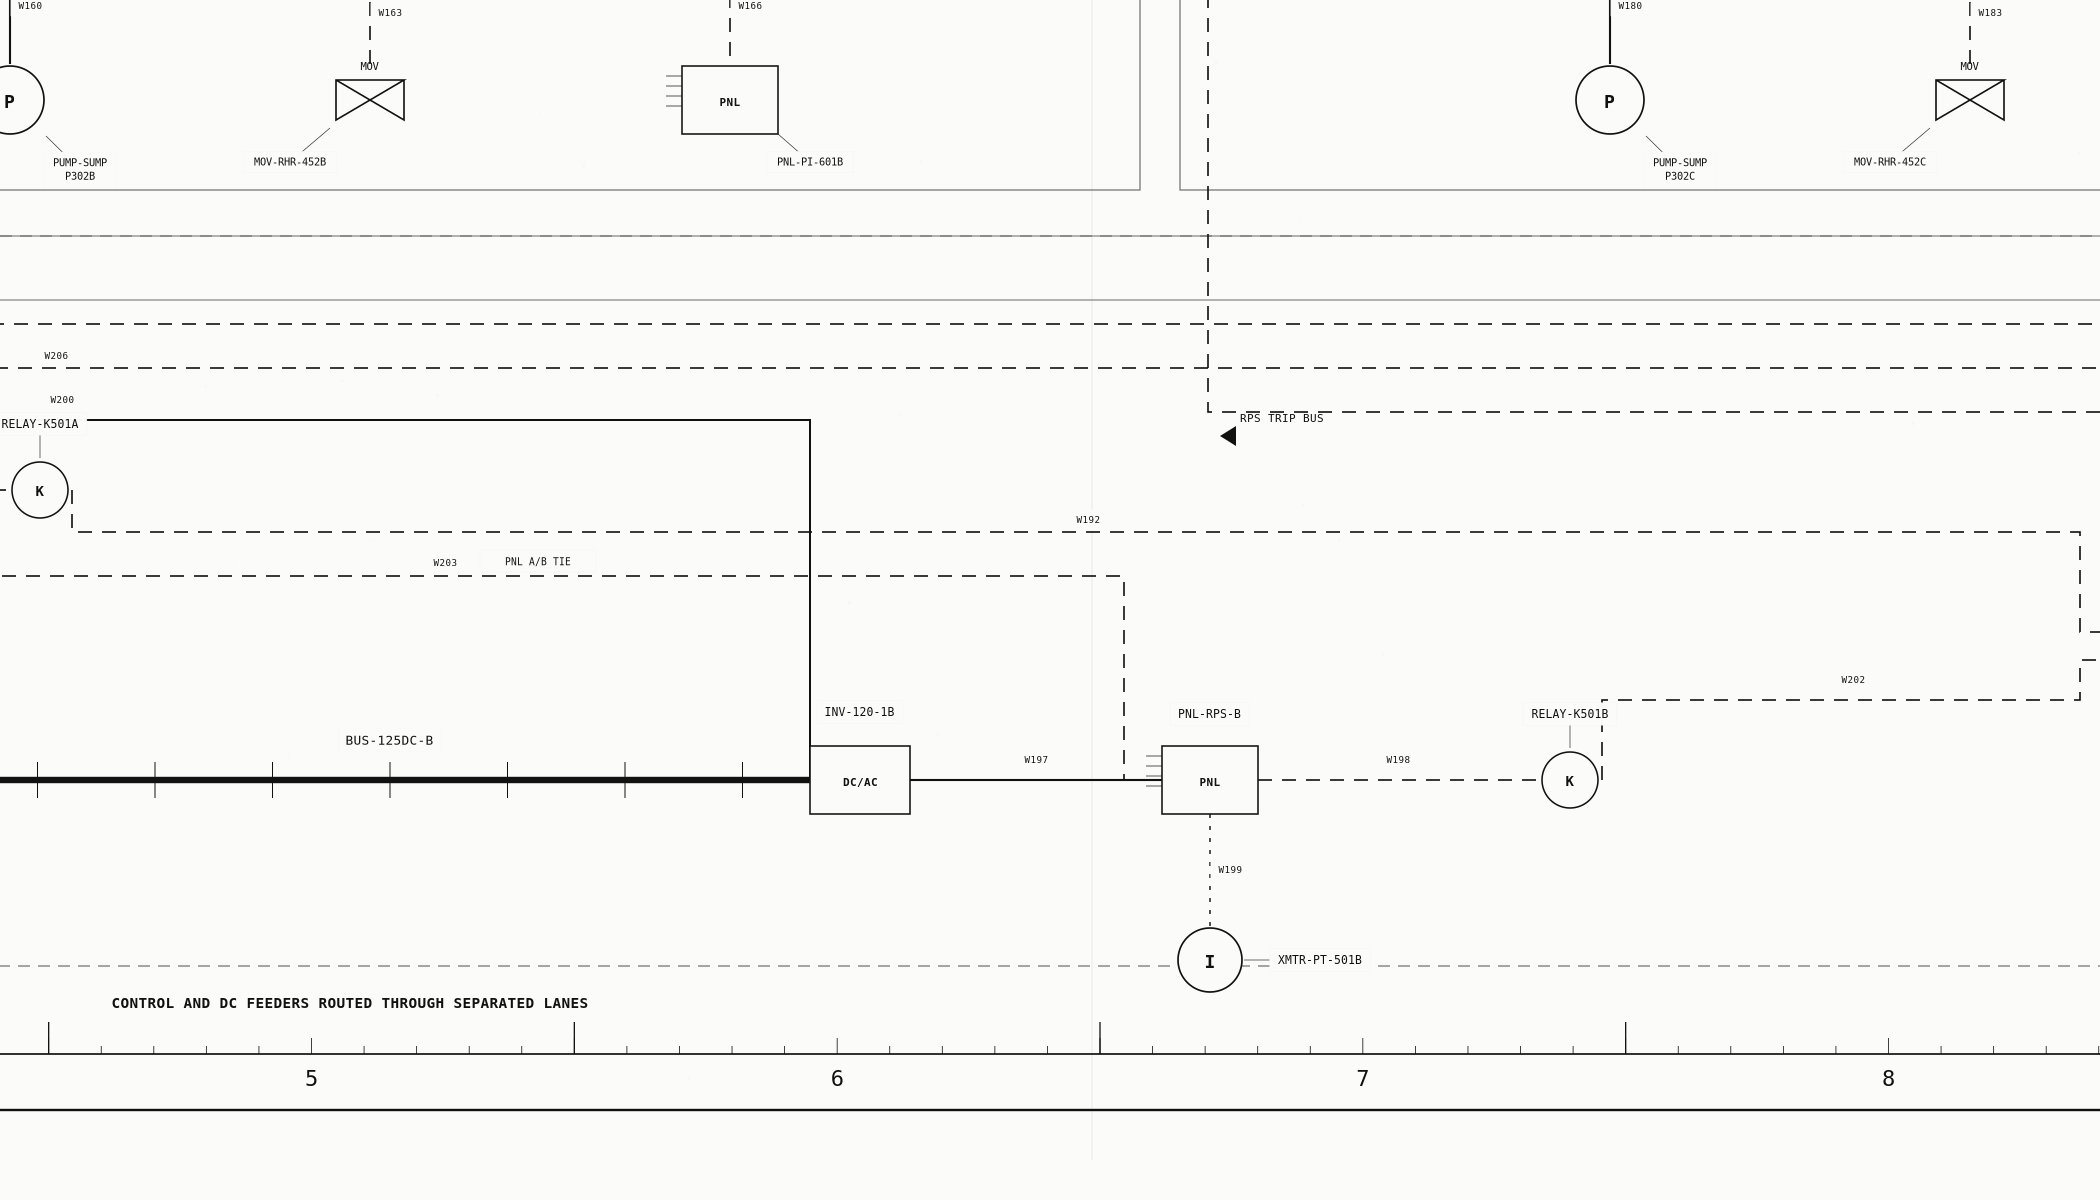 W160
W163
W166
W180
W183
MOV
MOV
P
PNL
P
PUMP-SUMP
P302B
MOV-RHR-452B
PNL-PI-601B
PUMP-SUMP
P302C
MOV-RHR-452C
W206
W200
RELAY-K501A
RPS TRIP BUS
K
W192
W203
PNL A/B TIE
W202
INV-120-1B
PNL-RPS-B
RELAY-K501B
BUS-125DC-B
W197
W198
DC/AC
PNL
K
W199
I
XMTR-PT-501B
CONTROL AND DC FEEDERS ROUTED THROUGH SEPARATED LANES
5
6
7
8